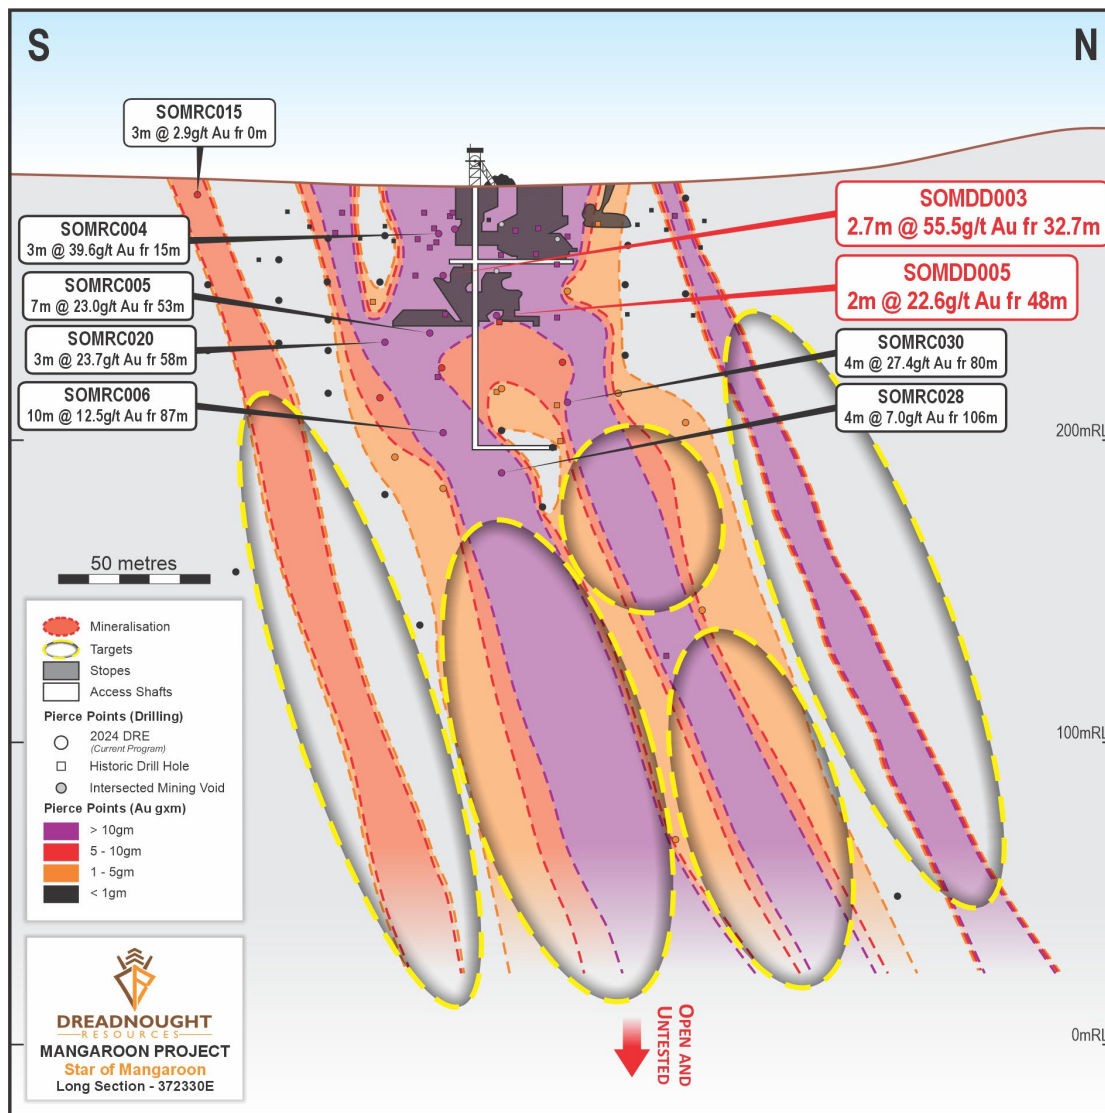 S
N
SOMRC015
3m @ 2.9g/t Au fr 0m
SOMRC004
3m @ 39.6g/t Au fr 15m
SOMRC005
7m @ 23.0g/t Au fr 53m
SOMRC020
3m @ 23.7g/t Au fr 58m
SOMRC006
10m @ 12.5g/t Au fr 87m
SOMDD003
2.7m @ 55.5g/t Au fr 32.7m
SOMDD005
2m @ 22.6g/t Au fr 48m
SOMRC030
4m @ 27.4g/t Au fr 80m
SOMRC028
4m @ 7.0g/t Au fr 106m
200mRL
100mRL
0mRL
50 metres
Mineralisation
Targets
Stopes
Access Shafts
Pierce Points (Drilling)
2024 DRE
(Current Program)
Historic Drill Hole
Intersected Mining Void
Pierce Points (Au gxm)
> 10gm
5 - 10gm
1 - 5gm
< 1gm
DREADNOUGHT
RESOURCES
MANGAROON PROJECT
Star of Mangaroon
Long Section - 372330E
OPEN AND
UNTESTED